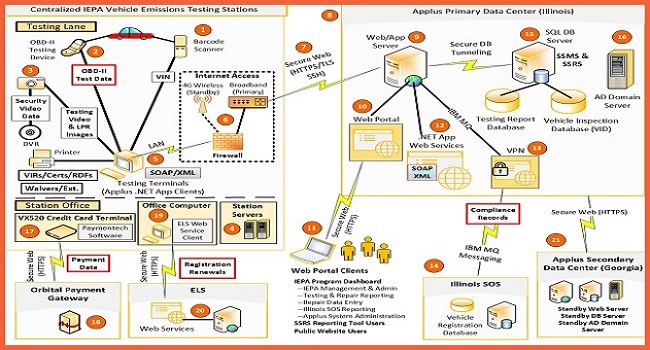 Centralized IEPA Vehicle Emissions Testing Stations
Testing Lane
1
Barcode
Scanner
OBD-II
Testing
Device
2
OBD-II
Test Data
VIN
3
Security
Video
Data
DVR
Testing
Video
& LPR
Images
Internet Access
4G Wireless
(Standby)
Broadband
(Primary)
6
Firewall
LAN
Printer
VIRs/Certs/RDFs
Waivers/Ext.
5
SOAP/XML
Testing Terminals
(Applus .NET App Clients)
Station Office
VX520 Credit Card Terminal
17
Paymentech Software
Office Computer
19
ELS Web
Service
Client
Station
Servers
4
Secure Web
(HTTPS)
Payment
Data
Secure Web
(HTTPS)
Registration
Renewals
Orbital Payment
Gateway
18
ELS
Web Services
20
7
Secure Web
(HTTPS/TLS
SSH)
8
Applus Primary Data Center (Illinois)
Web/App
Server
9
Secure DB
Tunneling
15
SQL DB
Server
SSMS &
SSRS
16
AD Domain
Server
Testing Report
Database
Vehicle Inspection
Database (VID)
10
Web Portal
12
.NET App
Web Services
SOAP
XML
IBM MQ
13
VPN
11
Secure Web
(HTTPS)
Web Portal Clients
IEPA Program Dashboard
--IEPA Management & Admin
--Testing & Repair Reporting
--Repair Data Entry
--Illinois SOS Reporting
--Applus System Administration
SSRS Reporting Tool Users
Public Website Users
Compliance
Records
IBM MQ
Messaging
14
Illinois SOS
Vehicle
Registration
Database
Secure Web (HTTPS)
21
Applus Secondary
Data Center (Georgia)
Standby Web Server
Standby DB Server
Standby AD Domain
Server